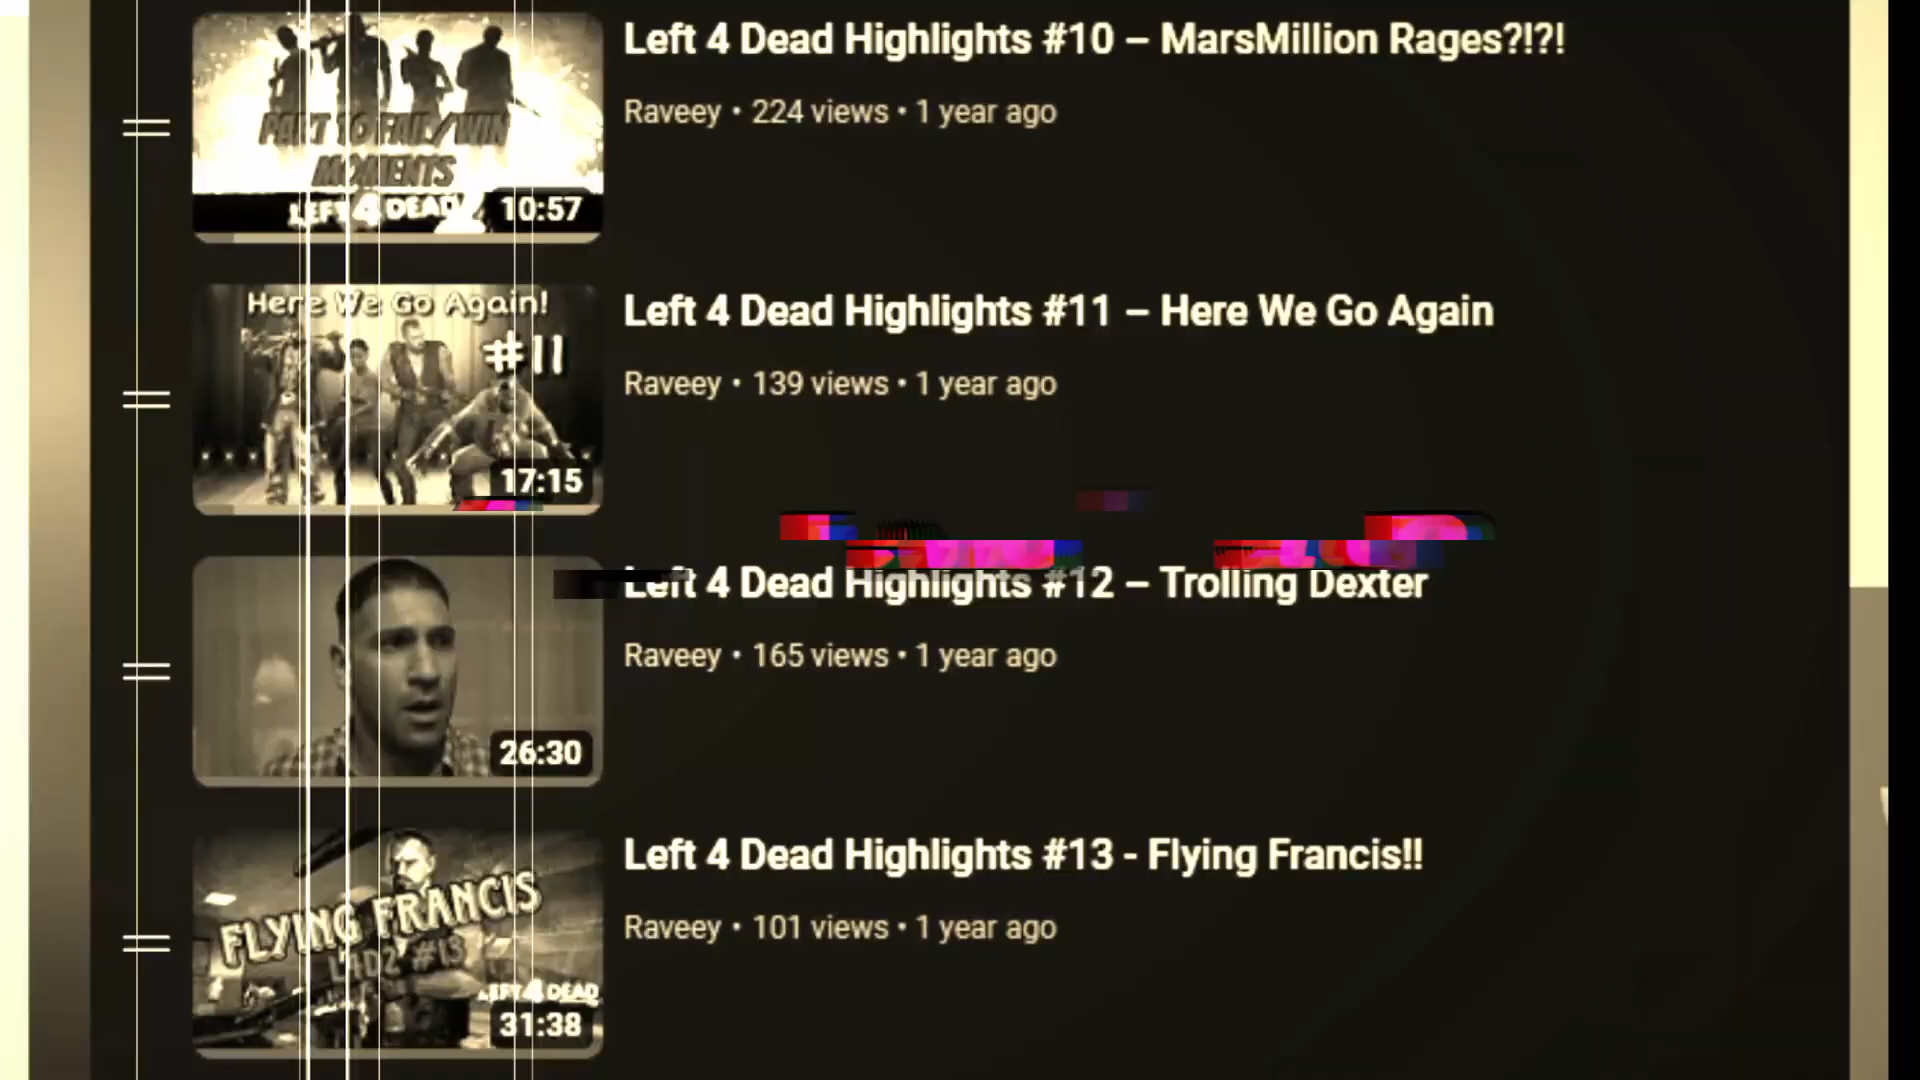 Left 4 Dead Highlights #10 – MarsMillion Rages?!?!
Raveey • 224 views • 1 year ago
PART 10 FAIL/WIN
MOMENTS
LEFT 4 DEAD 2
10:57
Left 4 Dead Highlights #11 – Here We Go Again
Raveey • 139 views • 1 year ago
Here We Go Again!
#11
17:15
Left 4 Dead Highlights #12 – Trolling Dexter
Raveey • 165 views • 1 year ago
26:30
Left 4 Dead Highlights #13 - Flying Francis!!
Raveey • 101 views • 1 year ago
FLYING FRANCIS
L4D2 #13
LEFT 4 DEAD
31:38